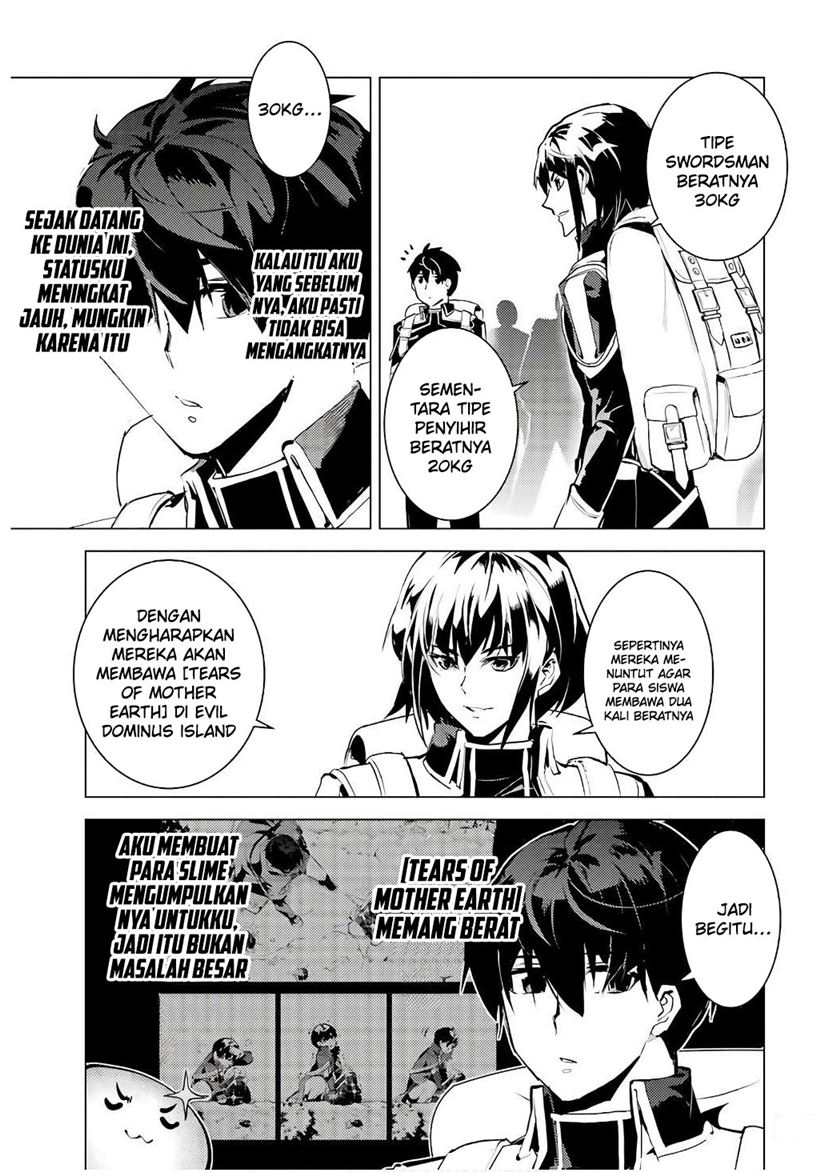 TIPE
SWORDSMAN
BERATNYA
30KG
SEMEN-
TARA TIPE
PENYIHIR
BERATNYA
20KG
30KG...
KALAU ITU AKU
YANG SEBELUM
NYA, AKU PASTI
TIDAK BISA
MENGANGKATNYA
SEJAK DATANG
KE DUNIA INI,
STATUSKU
MENINGKAT
JAUH, MUNGKIN
KARENA ITU
SEPERTINYA
MEREKA ME-
NUNTUT AGAR
PARA SISWA
MEMBAWA DUA
KALI BERATNYA
DENGAN
MENGHARAPKAN
MEREKA AKAN
MEMBAWA [TEARS
OF MOTHER
EARTH] DI EVIL
DOMINUS ISLAND
JADI
BEGITU...
[TEARS OF
MOTHER EARTH]
MEMANG BERAT
AKU MEMBUAT
PARA SLIME
MENGUMPULKAN
NYA UNTUKKU,
JADI ITU BUKAN
MASALAH BESAR